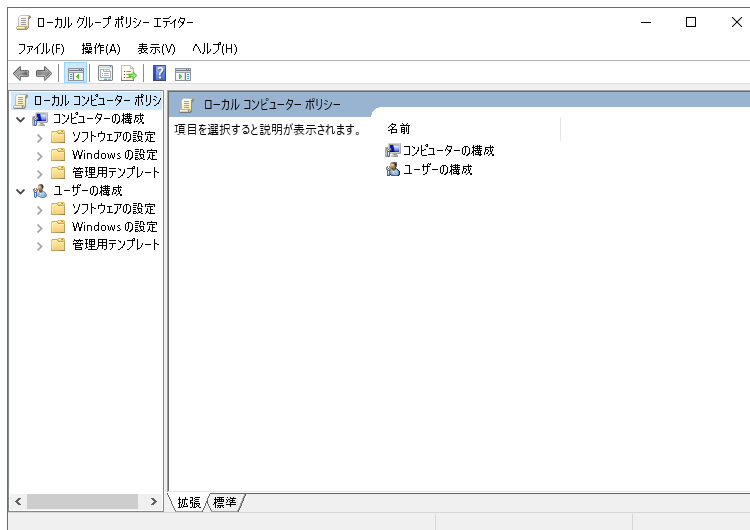 ローカル グループ ポリシー エディター
ファイル(F) 操作(A) 表示(V) ヘルプ(H)
ローカル コンピューター ポリシ
コンピューターの構成
ソフトウェアの設定
Windows の設定
管理用テンプレート
ユーザーの構成
ソフトウェアの設定
Windows の設定
管理用テンプレート
ローカル コンピューター ポリシー
項目を選択すると説明が表示されます。
名前
コンピューターの構成
ユーザーの構成
拡張 標準